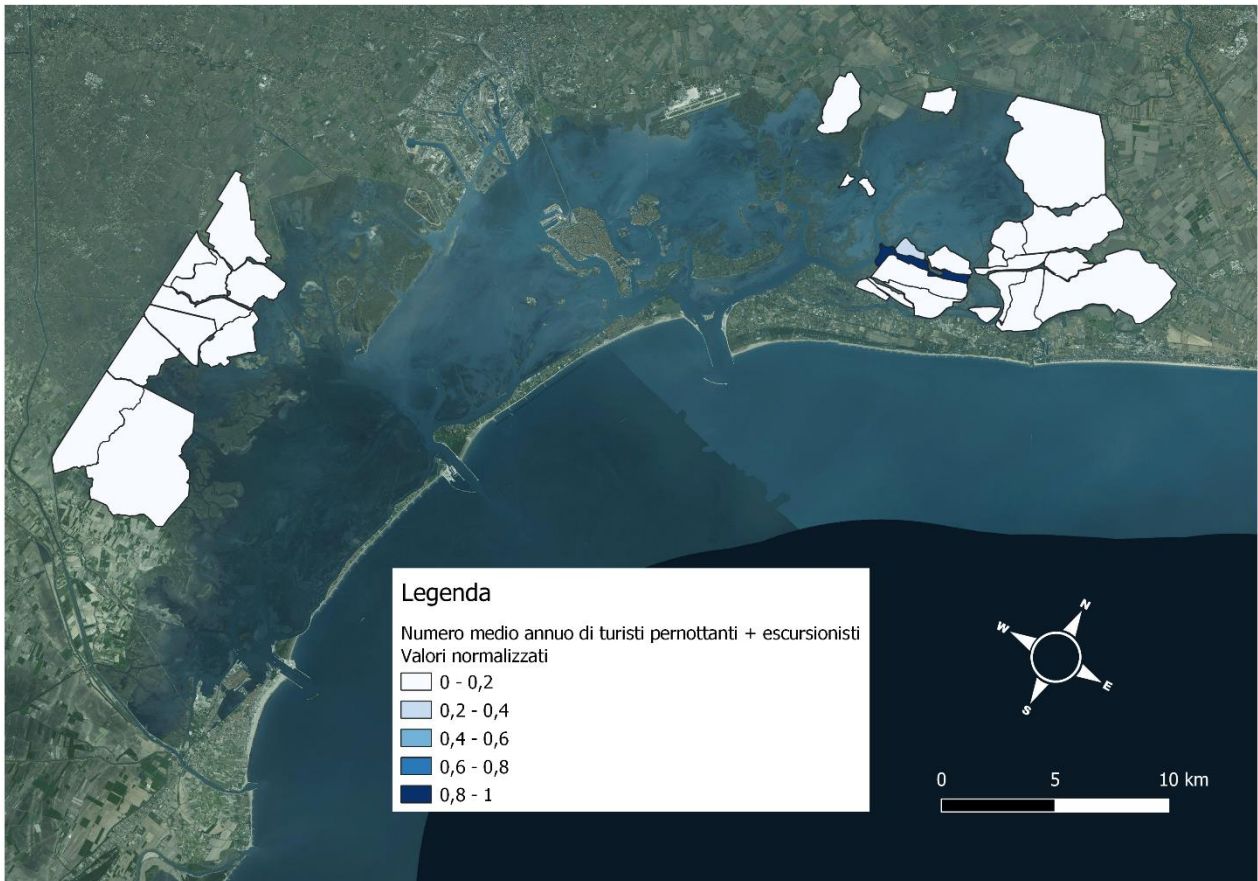 Legenda
Numero medio annuo di turisti pernottanti + escursionisti
Valori normalizzati
0 - 0,2
0,2 - 0,4
0,4 - 0,6
0,6 - 0,8
0,8 - 1
N
W
E
S
0 5 10 km